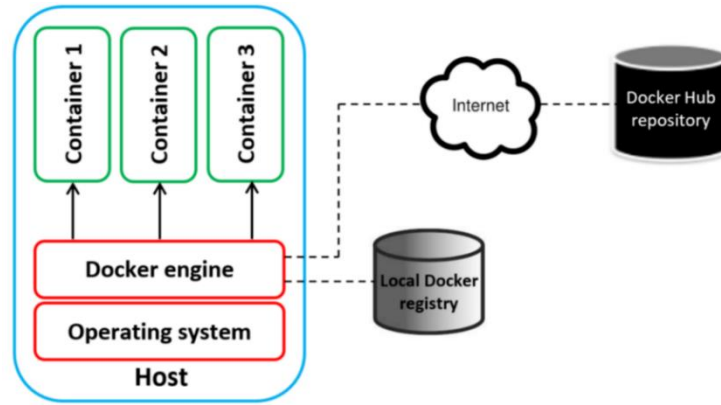 Container 1
Container 2
Container 3
Internet
Docker Hub
repository
Docker engine
Local Docker
registry
Operating system
Host